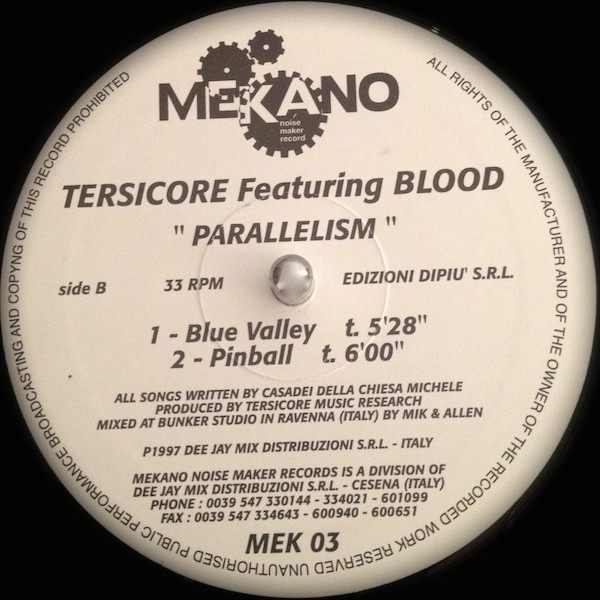 MEKANO
noise
maker
record
TERSICORE Featuring BLOOD
" PARALLELISM "
side B 33 RPM EDIZIONI DIPIU' S.R.L.
1 - Blue Valley t. 5'28"
2 - Pinball t. 6'00"
ALL SONGS WRITTEN BY CASADEI DELLA CHIESA MICHELE
PRODUCED BY TERSICORE MUSIC RESEARCH
MIXED AT BUNKER STUDIO IN RAVENNA (ITALY) BY MIK & ALLEN
P1997 DEE JAY MIX DISTRIBUZIONI S.R.L. - ITALY
MEKANO NOISE MAKER RECORDS IS A DIVISION OF
DEE JAY MIX DISTRIBUZIONI S.R.L. - CESENA (ITALY)
PHONE : 0039 547 330144 - 334021 - 601099
FAX : 0039 547 334643 - 600940 - 600651
MEK 03
ALL RIGHTS OF THE MANUFACTURER AND OF THE OWNER OF THE RECORDED WORK RESERVED UNAUTHORISED PUBLIC PERFORMANCE BROADCASTING AND COPYNG OF THIS RECORD PROHIBITED